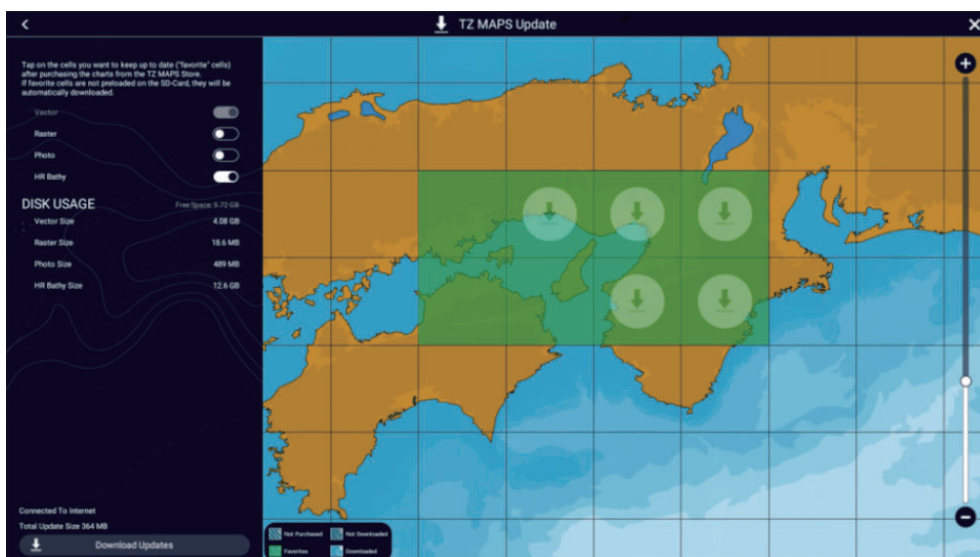 TZ MAPS Update
Tap on the cells you want to keep up to date ("favorite" cells)
after purchasing the charts from the TZ MAPS Store.
If favorite cells are not preloaded on the SD-Card, they will be
automatically downloaded.
Vector
Raster
Photo
HR Bathy
DISK USAGE Free Space: 9.72 GB
Vector Size 4.08 GB
Raster Size 18.6 MB
Photo Size 489 MB
HR Bathy Size 12.6 GB
Connected To Internet
Total Update Size 364 MB
Download Updates
Not Purchased Not Downloaded
Favorites Downloaded